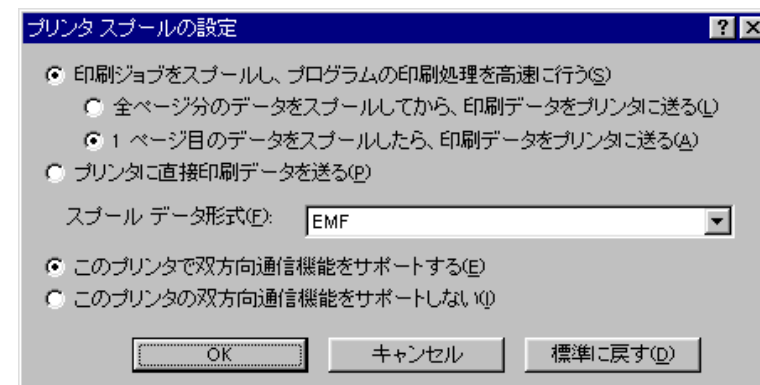 プリンタ スプールの設定
印刷ジョブをスプールし、プログラムの印刷処理を高速に行う(S)
全ページ分のデータをスプールしてから、印刷データをプリンタに送る(L)
1 ページ目のデータをスプールしたら、印刷データをプリンタに送る(A)
プリンタに直接印刷データを送る(P)
スプール データ形式(F): EMF
このプリンタで双方向通信機能をサポートする(E)
このプリンタの双方向通信機能をサポートしない(I)
OK キャンセル 標準に戻す(D)